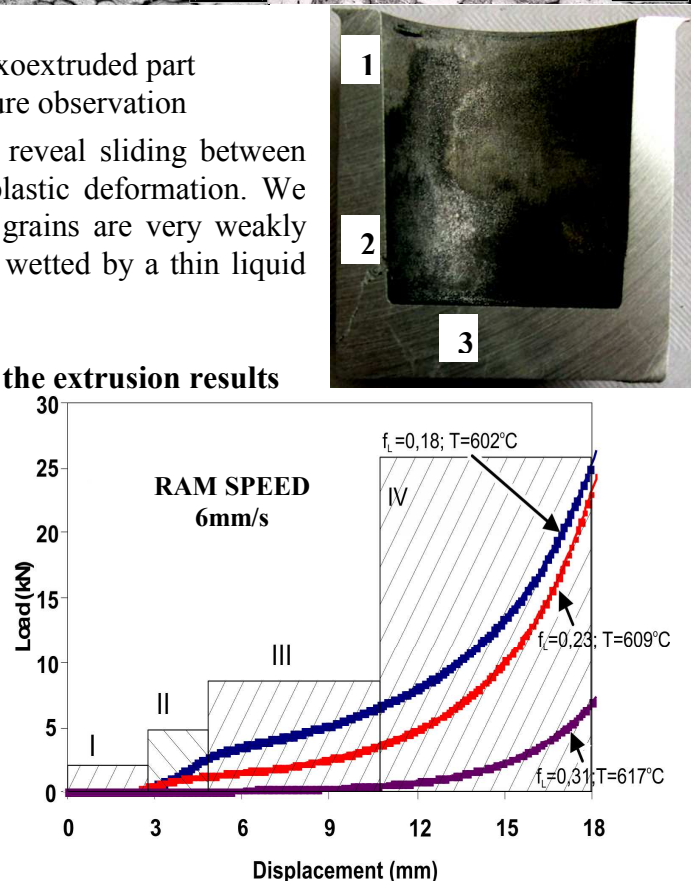 xoextruded part
ure observation
reveal sliding between
plastic deformation. We
grains are very weakly
wetted by a thin liquid
the extrusion results
1
2
3
30
25
20
15
10
5
0
Load (kN)
RAM SPEED
6mm/s
I
II
III
IV
f_L=0,18; T=602°C
f_L=0,23; T=609°C
f_L=0,31;T=617°C
0 3 6 9 12 15 18
Displacement (mm)